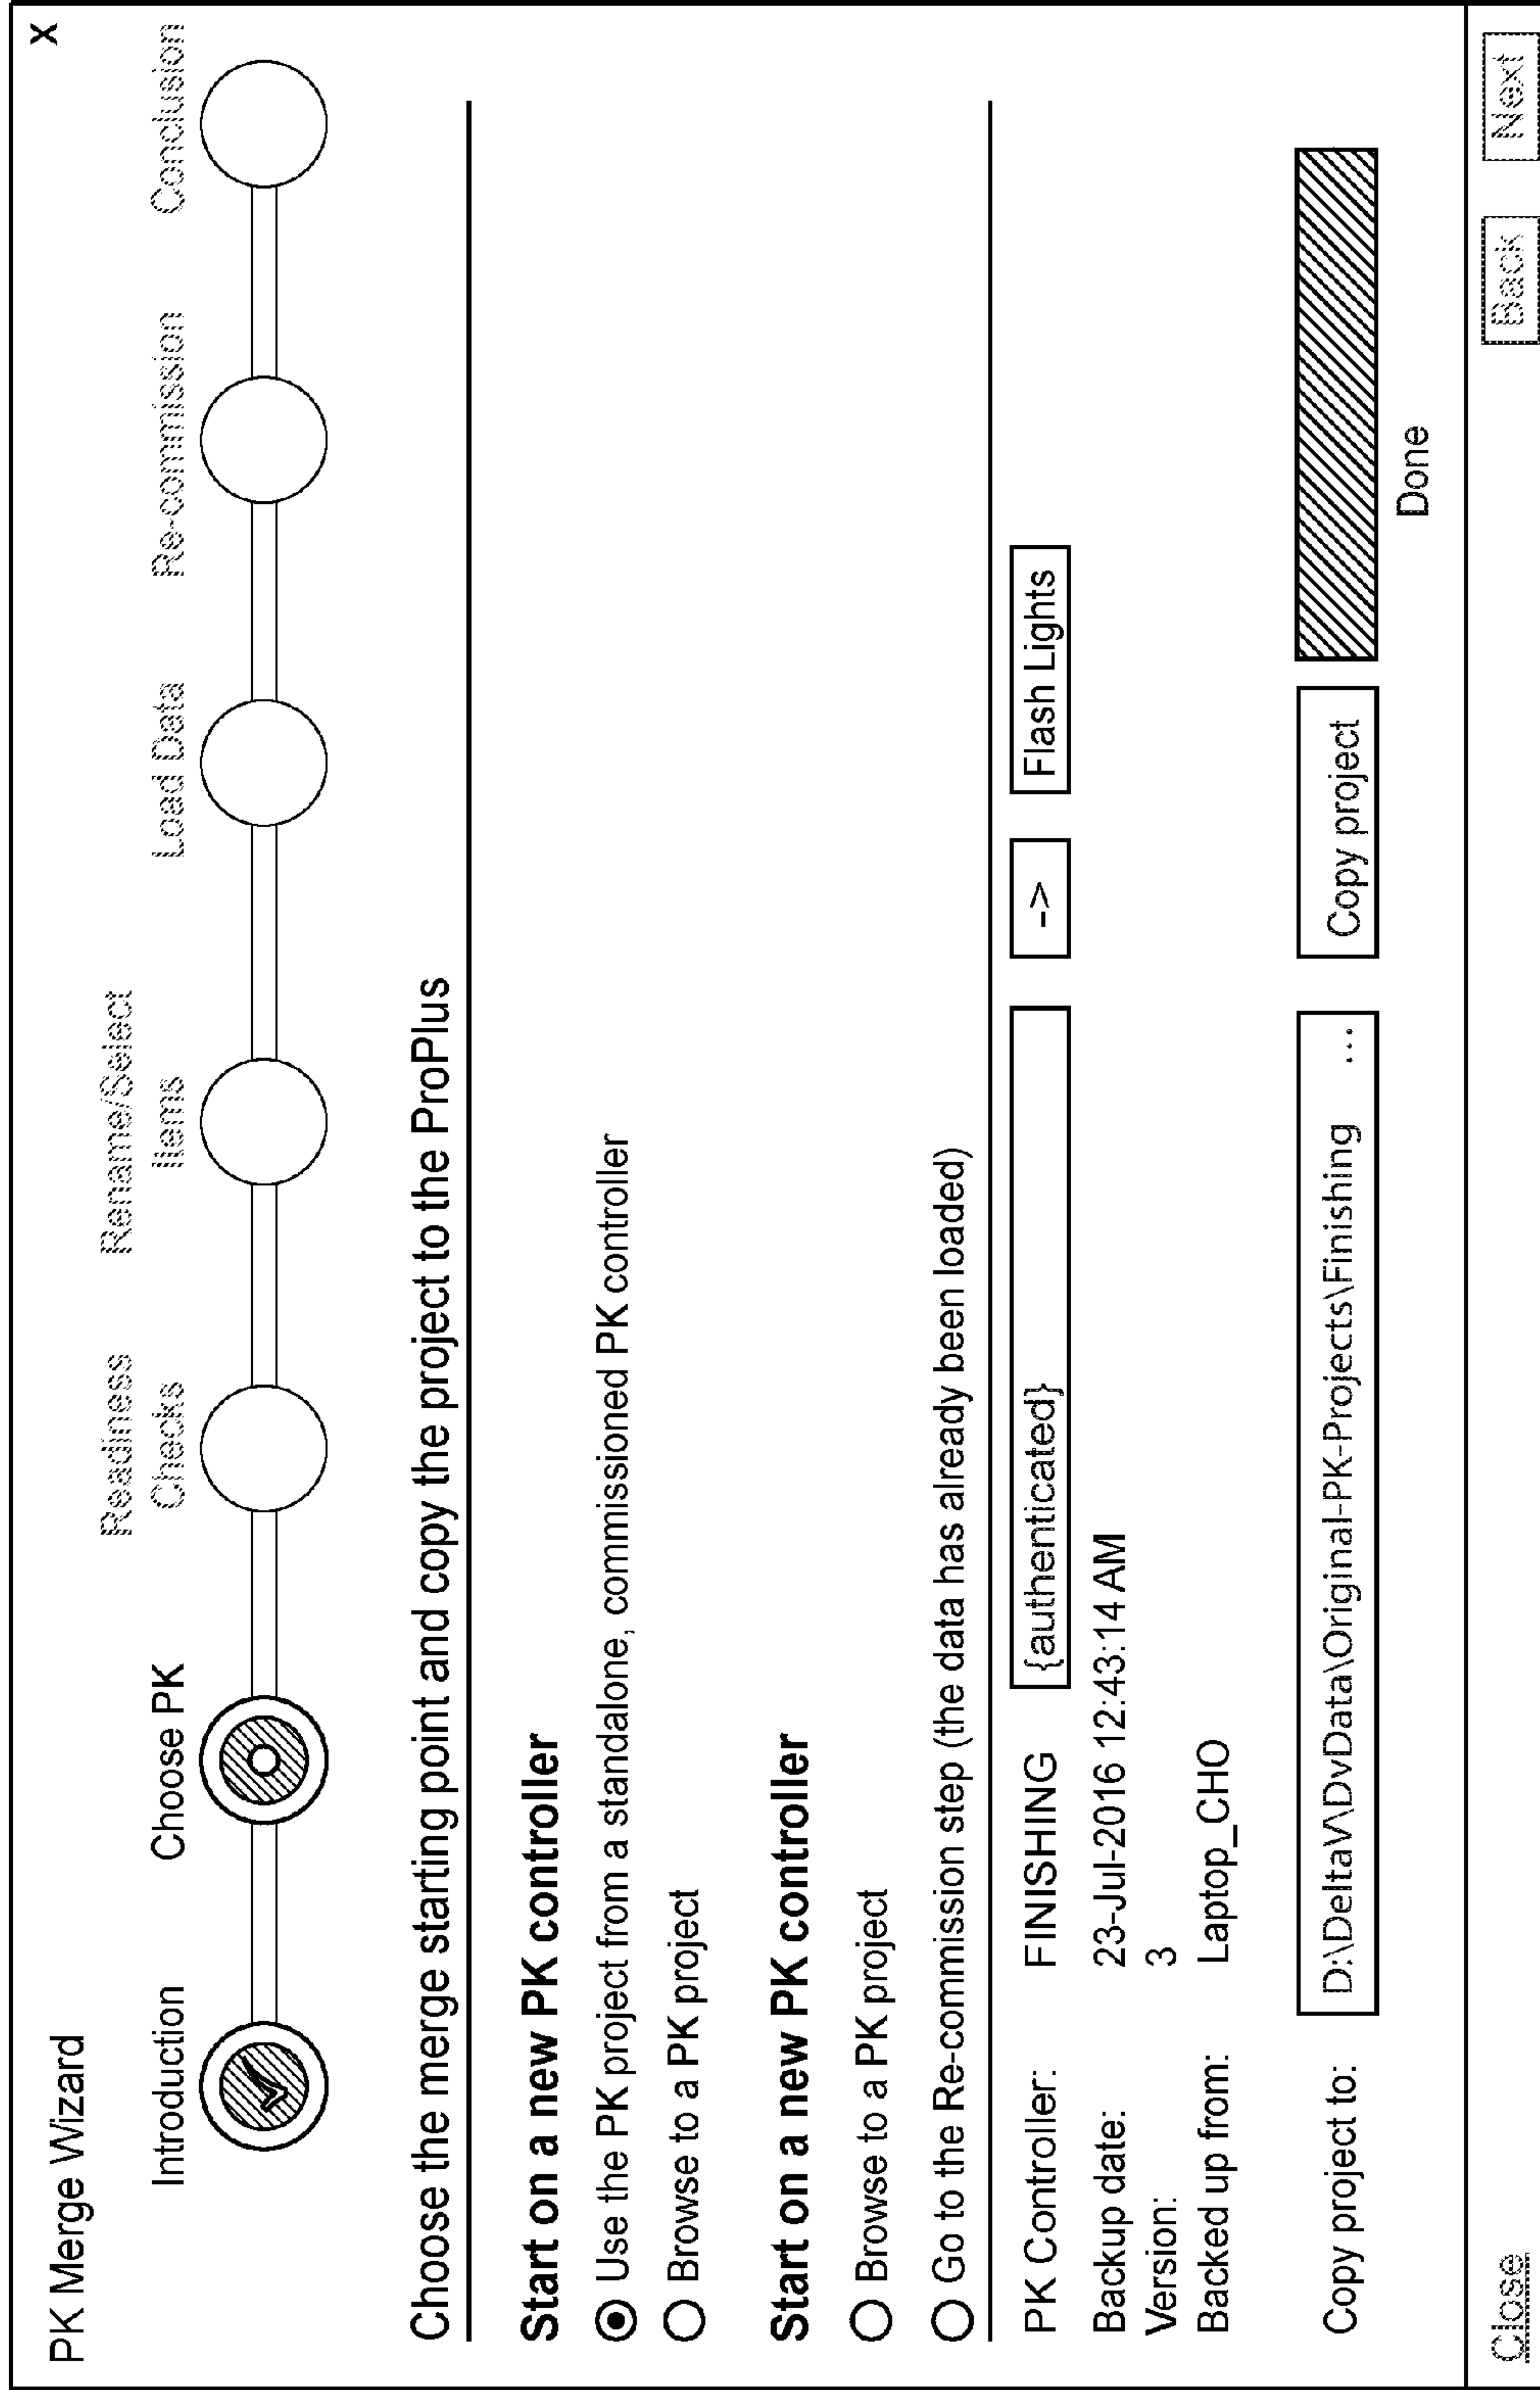 PK Merge Wizard X
Introduction Choose PK Readiness Checks Rename/Select Items Load Data Re-commission Conclusion
Choose the merge starting point and copy the project to the ProPlus
Start on a new PK controller
Use the PK project from a standalone, commissioned PK controller
Browse to a PK project
Start on a new PK controller
Browse to a PK project
Go to the Re-commission step (the data has already been loaded)
PK Controller: FINISHING {authenticated} -> Flash Lights
Backup date: 23-Jul-2016 12:43:14 AM
Version: 3
Backed up from: Laptop_CHO
Copy project to: D:\DeltaV\DvData\Original-PK-Projects\Finishing ... Copy project
Done
Close Back Next